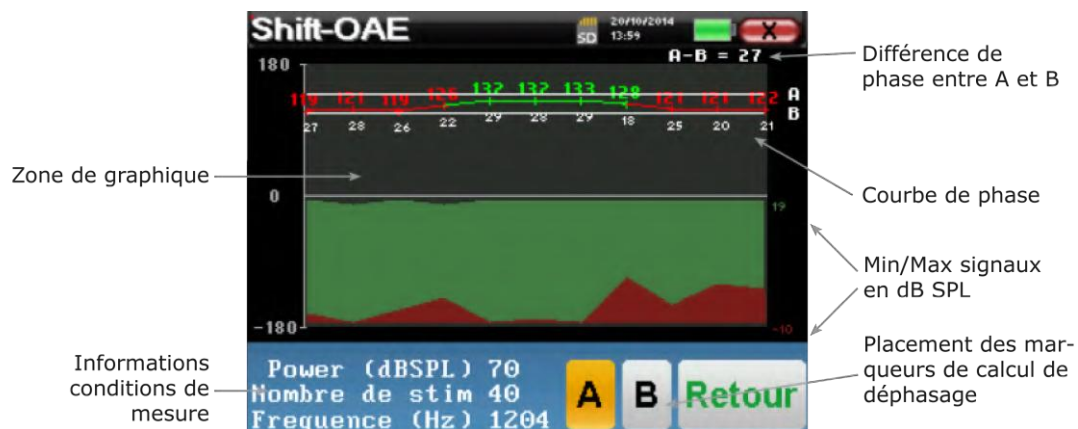 Shift-OAE
SD
20/10/2014
13:59
X
A-B = 27
Différence de
phase entre A et B
180
119 121 119 126 132 132 133 128 121 121 122
A
B
27 28 26 22 29 28 29 18 25 20 21
Zone de graphique
Courbe de phase
0
19
Min/Max signaux
en dB SPL
-180
-10
Informations
conditions de
mesure
Power (dBSPL) 70
Nombre de stim 40
Frequence (Hz) 1204
A
B
Retour
Placement des mar-
queurs de calcul de
déphasage